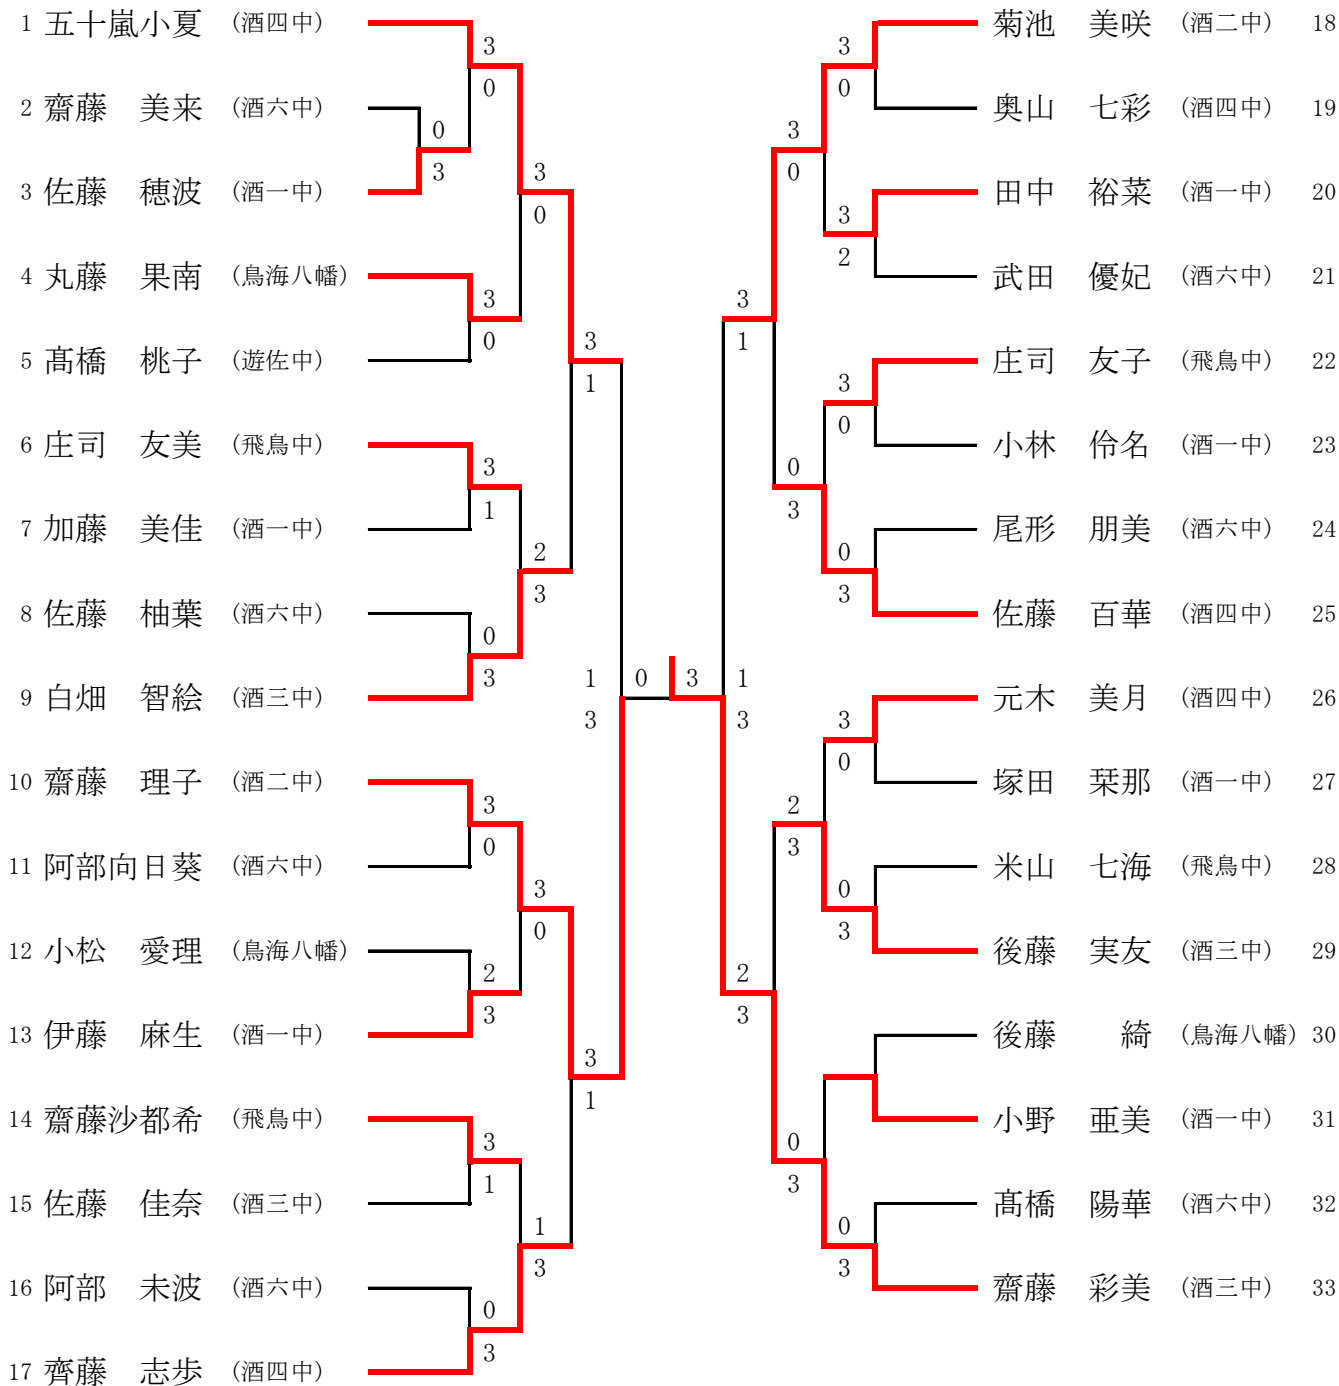 1 五十嵐小夏 (酒四中)
2 齋藤 美来 (酒六中)
3 佐藤 穂波 (酒一中)
4 丸藤 果南 (鳥海八幡)
5 髙橋 桃子 (遊佐中)
6 庄司 友美 (飛鳥中)
7 加藤 美佳 (酒一中)
8 佐藤 柚葉 (酒六中)
9 白畑 智絵 (酒三中)
10 齋藤 理子 (酒二中)
11 阿部向日葵 (酒六中)
12 小松 愛理 (鳥海八幡)
13 伊藤 麻生 (酒一中)
14 齋藤沙都希 (飛鳥中)
15 佐藤 佳奈 (酒三中)
16 阿部 未波 (酒六中)
17 齊藤 志歩 (酒四中)
3
0
0
3
3
0
3
0
3
1
3
1
2
3
0
3
1
3
3
0
3
0
2
3
3
1
3
1
1
3
0
3
0 3
3
0
3
0
3
2
3
1
3
0
0
3
0
3
1
3
3
0
2
3
0
3
2
3
0
3
0
3
菊池 美咲 (酒二中) 18
奥山 七彩 (酒四中) 19
田中 裕菜 (酒一中) 20
武田 優妃 (酒六中) 21
庄司 友子 (飛鳥中) 22
小林 伶名 (酒一中) 23
尾形 朋美 (酒六中) 24
佐藤 百華 (酒四中) 25
元木 美月 (酒四中) 26
塚田 栞那 (酒一中) 27
米山 七海 (飛鳥中) 28
後藤 実友 (酒三中) 29
後藤 綺 (鳥海八幡) 30
小野 亜美 (酒一中) 31
髙橋 陽華 (酒六中) 32
齋藤 彩美 (酒三中) 33